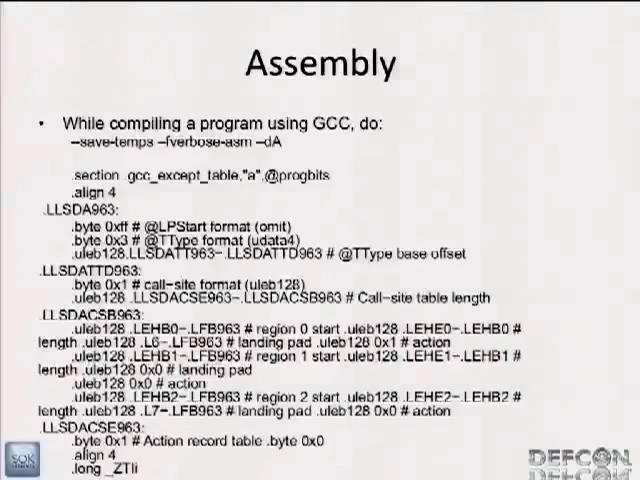 Assembly
• While compiling a program using GCC, do:
–save-temps –fverbose-asm –dA
.section gcc_except_table,"a",@progbits
.align 4
.LLSDA963:
.byte 0xff # @LPStart format (omit)
.byte 0x3 # @TType format (udata4)
.uleb128.LLSDATT963-.LLSDATTD963 # @TType base offset
.LLSDATTD963:
.byte 0x1 # call-site format (uleb128)
.uleb128 .LLSDACSE963-.LLSDACSB963 # Call-site table length
.LLSDACSB963:
.uleb128 .LEHB0-.LFB963 # region 0 start .uleb128 .LEHE0-.LEHB0 #
length .uleb128 .L6-.LFB963 # landing pad .uleb128 0x1 # action
.uleb128 .LEHB1-.LFB963 # region 1 start .uleb128 .LEHE1-.LEHB1 #
length .uleb128 0x0 # landing pad
.uleb128 0x0 # action
.uleb128 .LEHB2-.LFB963 # region 2 start .uleb128 .LEHE2-.LEHB2 #
length .uleb128 .L7-.LFB963 # landing pad .uleb128 0x0 # action
.LLSDACSE963:
.byte 0x1 # Action record table .byte 0x0
.align 4
.long _ZTIi
DEFCON